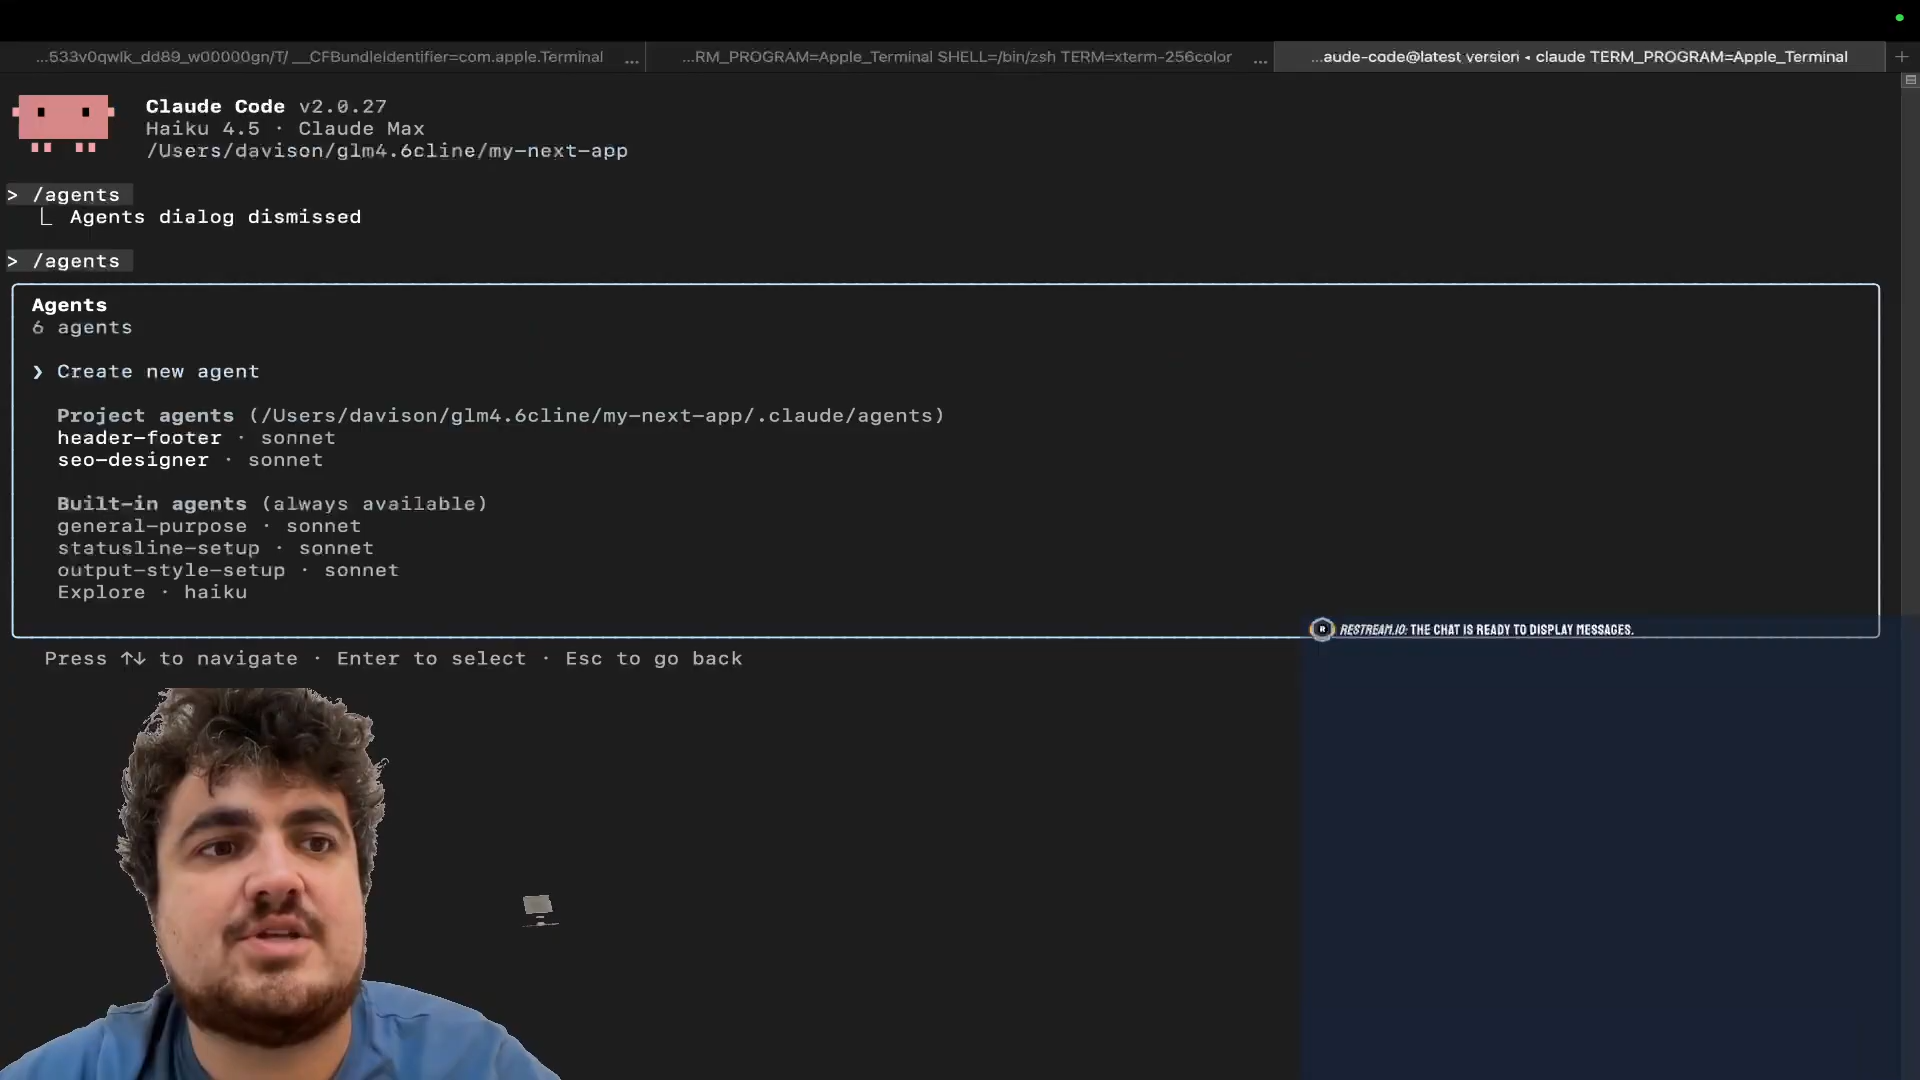 ...533v0qwlk_dd89_w00000gn/T/ __CFBundleIdentifier=com.apple.Terminal ...
...RM_PROGRAM=Apple_Terminal SHELL=/bin/zsh TERM=xterm-256color ...
...aude-code@latest version ◂ claude TERM_PROGRAM=Apple_Terminal
Claude Code v2.0.27
Haiku 4.5 · Claude Max
/Users/davison/glm4.6cline/my-next-app
> /agents
⎿ Agents dialog dismissed
> /agents
Agents
6 agents
❯ Create new agent
Project agents (/Users/davison/glm4.6cline/my-next-app/.claude/agents)
header-footer · sonnet
seo-designer · sonnet
Built-in agents (always available)
general-purpose · sonnet
statusline-setup · sonnet
output-style-setup · sonnet
Explore · haiku
R RESTREAM.IO: THE CHAT IS READY TO DISPLAY MESSAGES.
Press ↑↓ to navigate · Enter to select · Esc to go back